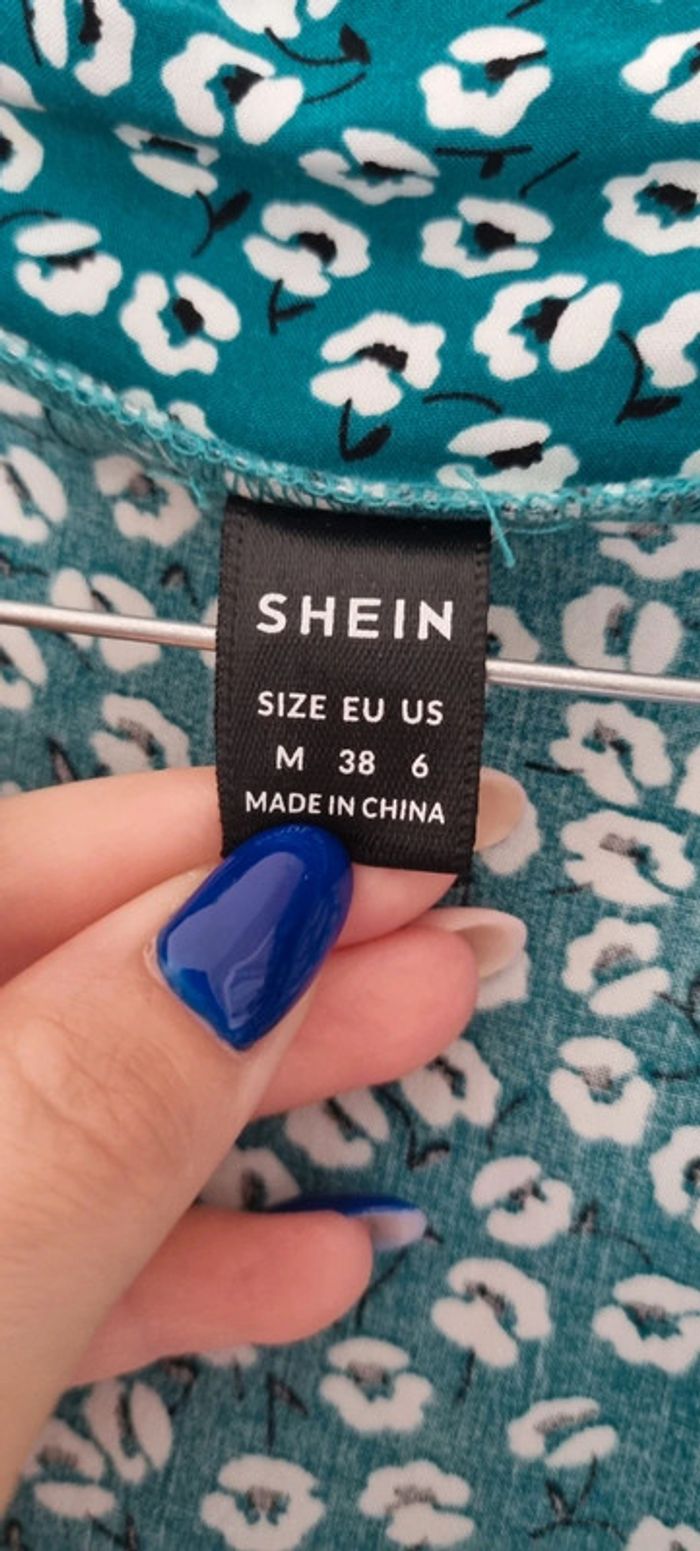 SHEIN
SIZE EU US
M 38 6
MADE IN CHINA